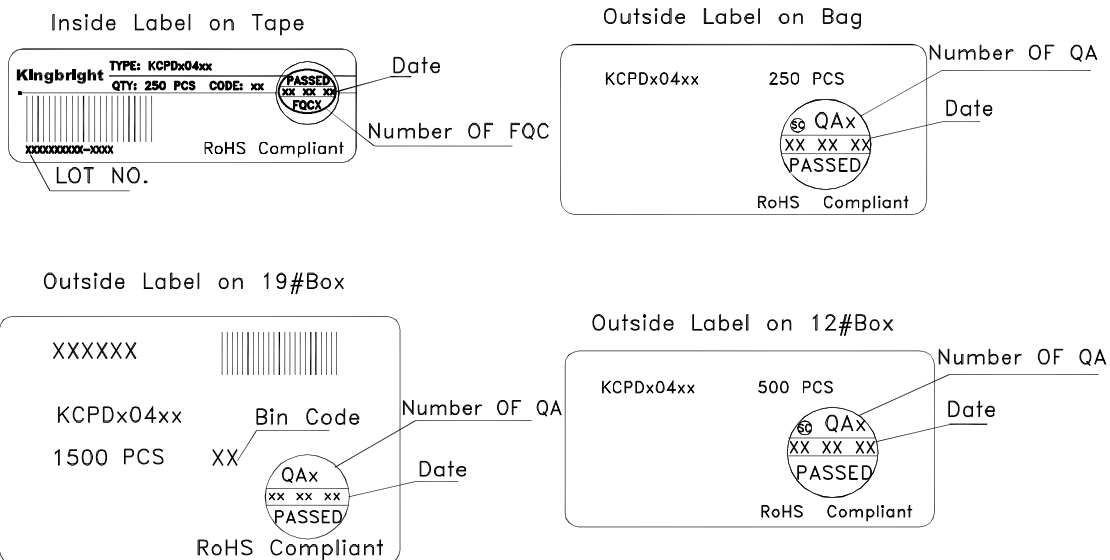 Inside Label on Tape
Kingbright
TYPE: KCPDx04xx
QTY: 250 PCS CODE: xx
PASSED
XX XX XX
FQCX
XXXXXXXXXX-XXXX
RoHS Compliant
Date
Number OF FQC
LOT NO.
Outside Label on Bag
KCPDx04xx 250 PCS
SC QAx
XX XX XX
PASSED
RoHS Compliant
Number OF QA
Date
Outside Label on 19#Box
XXXXXX
KCPDx04xx
Bin Code
1500 PCS XX
QAx
XX XX XX
PASSED
RoHS Compliant
Number OF QA
Date
Outside Label on 12#Box
KCPDx04xx 500 PCS
SC QAx
XX XX XX
PASSED
RoHS Compliant
Number OF QA
Date